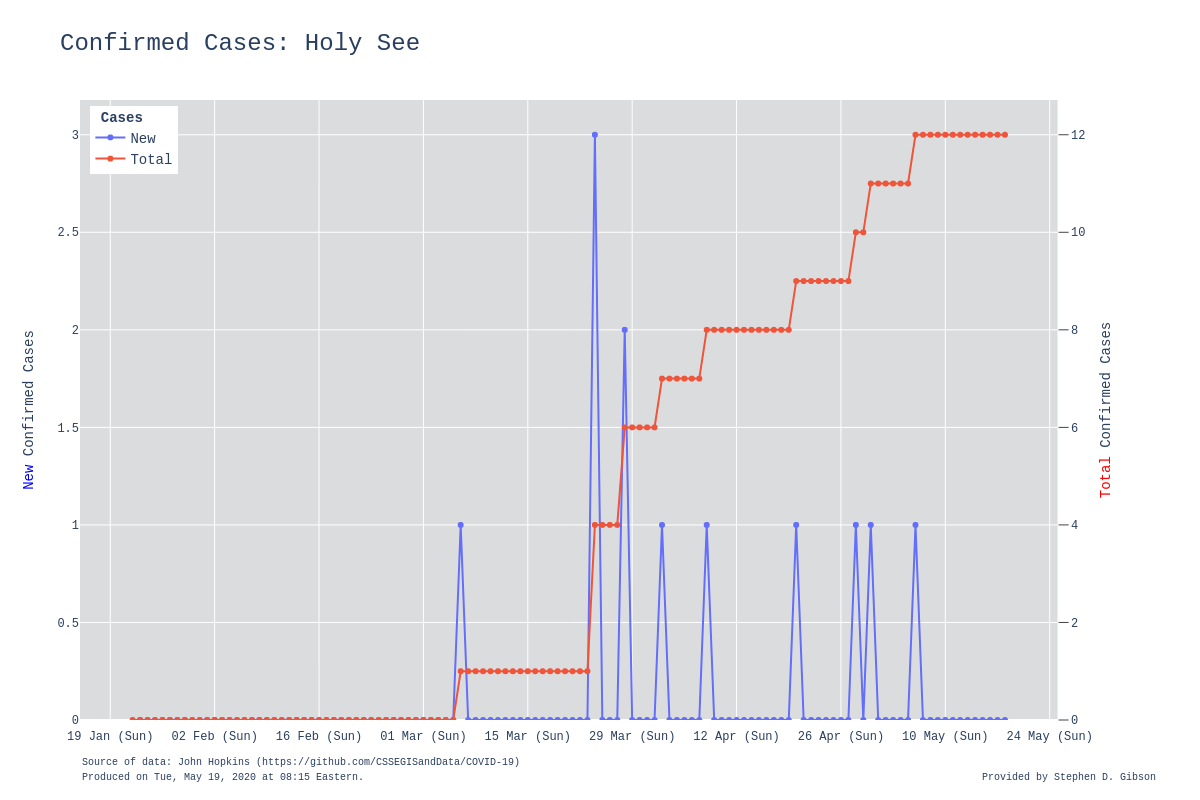 Confirmed Cases: Holy See
Cases
New
Total
3
2.5
2
1.5
1
0.5
0
New Confirmed Cases
12
10
8
6
4
2
0
Total Confirmed Cases
19 Jan (Sun) 02 Feb (Sun) 16 Feb (Sun) 01 Mar (Sun) 15 Mar (Sun) 29 Mar (Sun) 12 Apr (Sun) 26 Apr (Sun) 10 May (Sun) 24 May (Sun)
Source of data: John Hopkins (https://github.com/CSSEGISandData/COVID-19)
Produced on Tue, May 19, 2020 at 08:15 Eastern.
Provided by Stephen D. Gibson